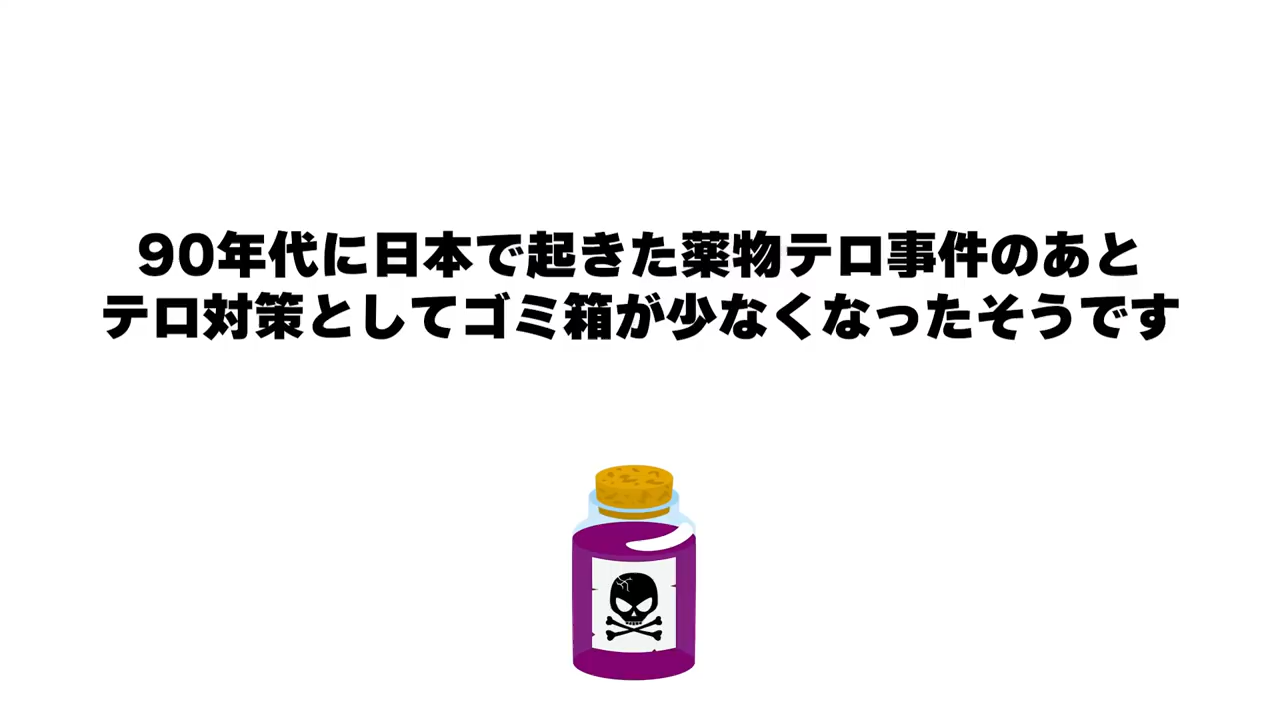 90年代に日本で起きた薬物テロ事件のあと
テロ対策としてゴミ箱が少なくなったそうです